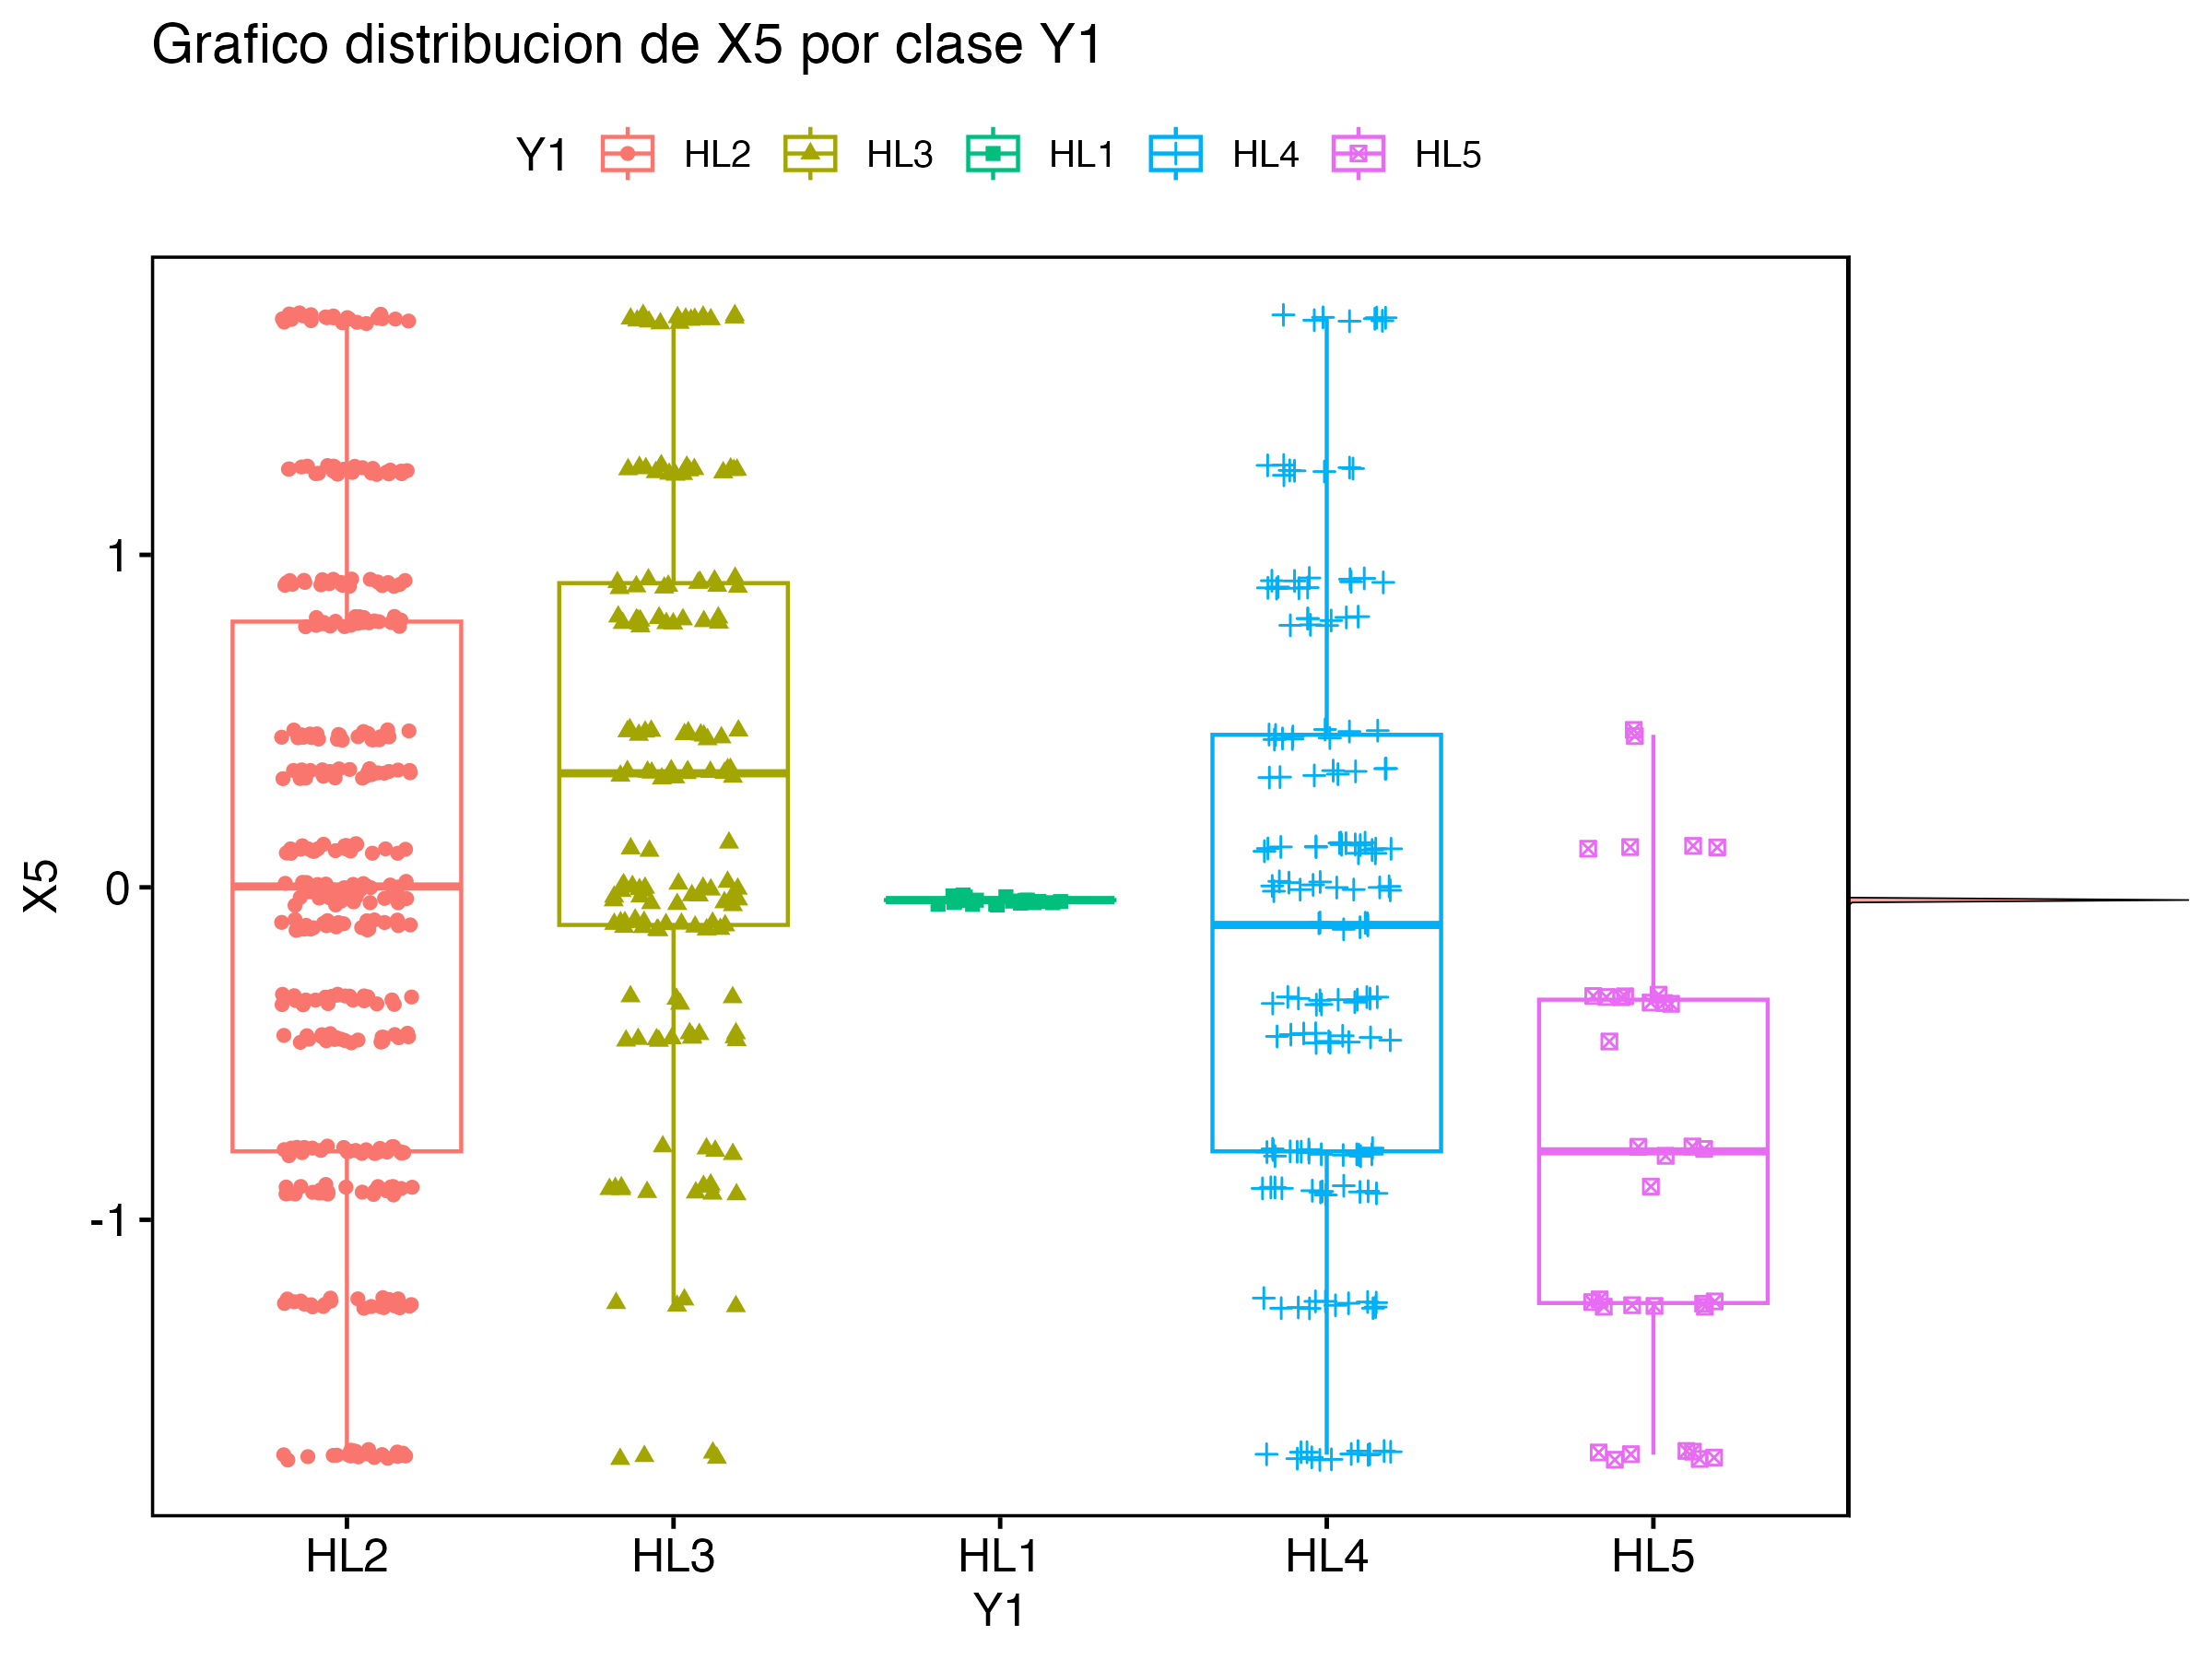 Grafico distribucion de X5 por clase Y1
Y1 HL2 HL3 HL1 HL4 HL5
X5
1
0
-1
HL2 HL3 HL1 HL4 HL5
Y1